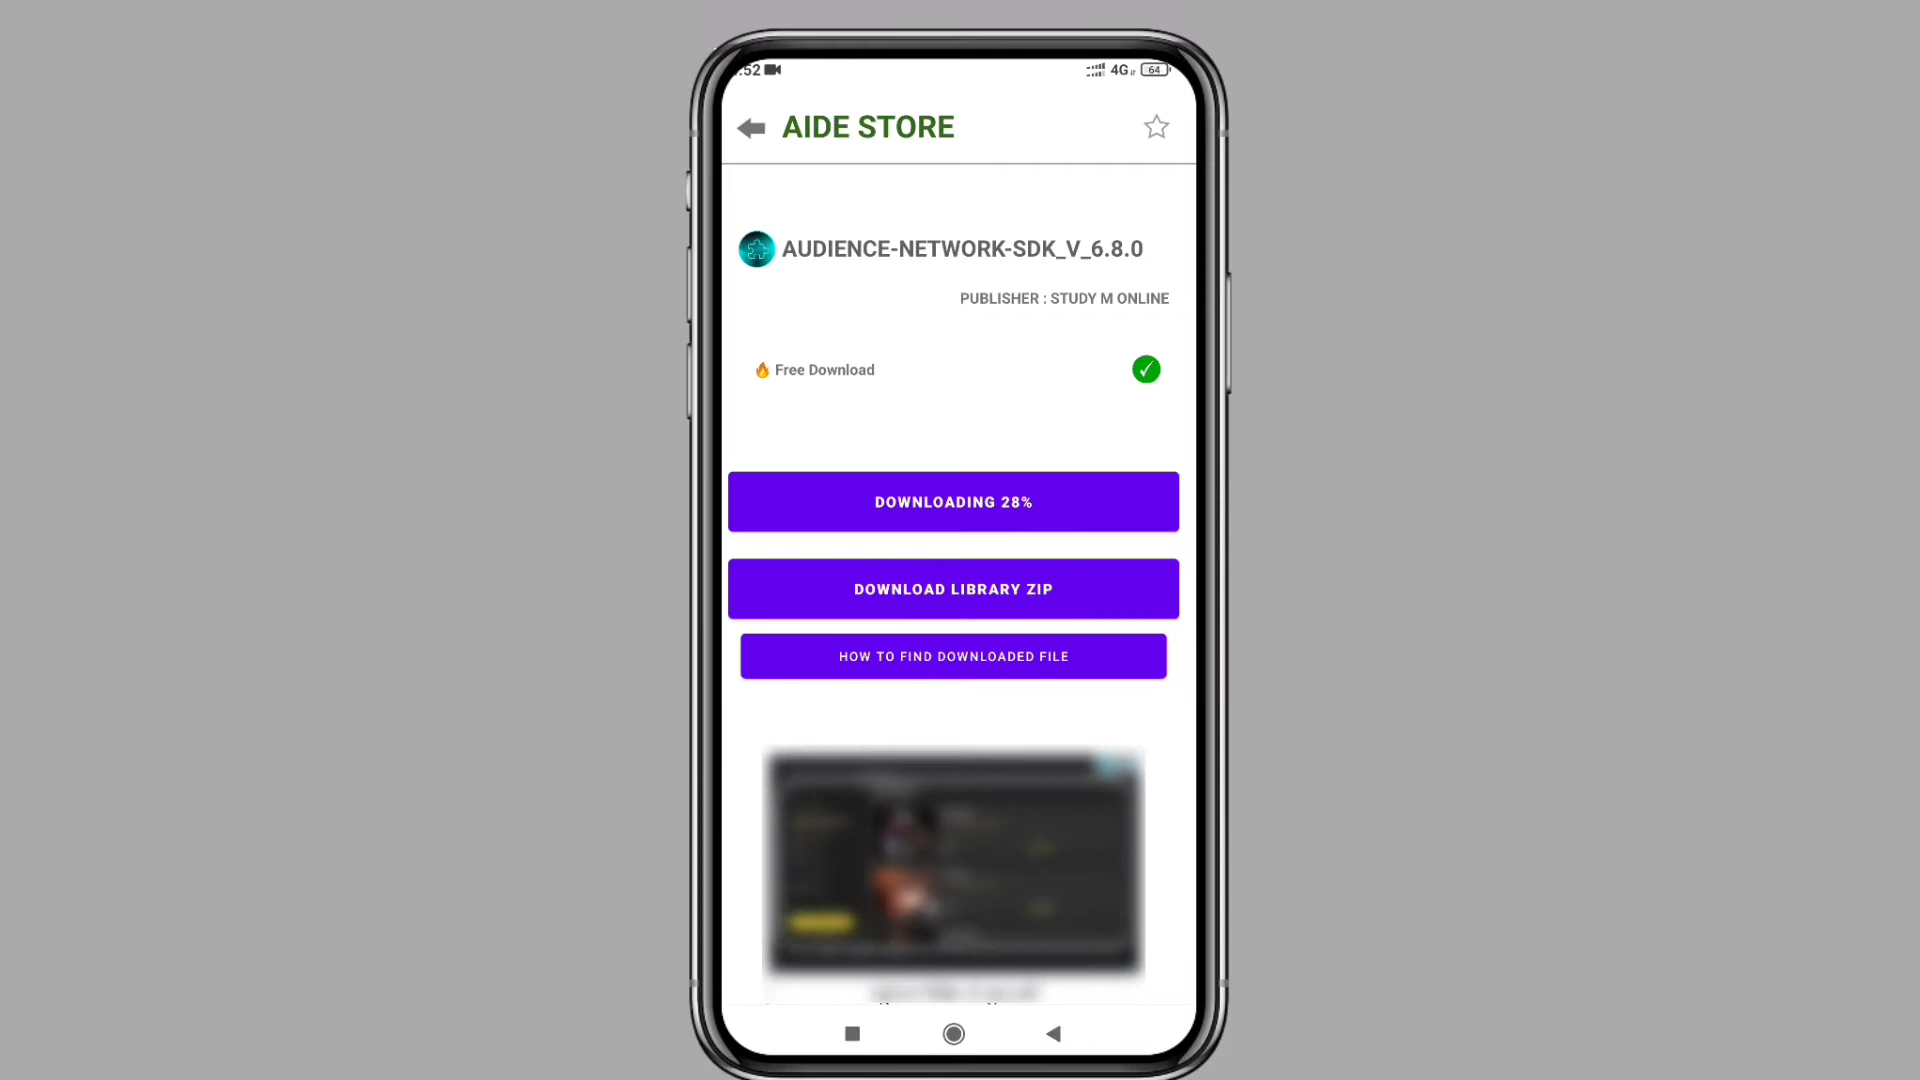 :52 4G 64
AIDE STORE
AUDIENCE-NETWORK-SDK_V_6.8.0
PUBLISHER : STUDY M ONLINE
🔥 Free Download
DOWNLOADING 28%
DOWNLOAD LIBRARY ZIP
HOW TO FIND DOWNLOADED FILE